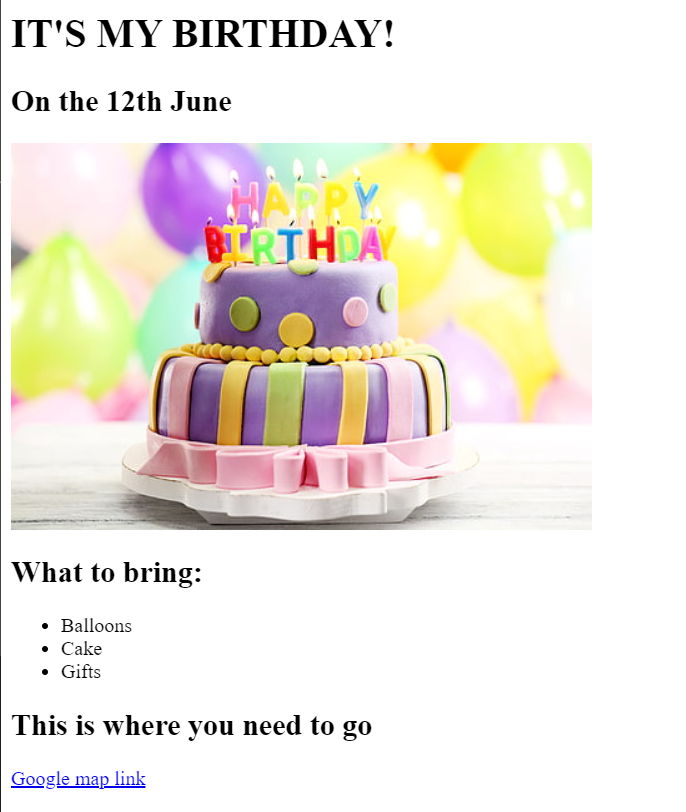 IT'S MY BIRTHDAY!
On the 12th June
HAPPY
BIRTHDAY
What to bring:
Balloons
Cake
Gifts
This is where you need to go
Google map link